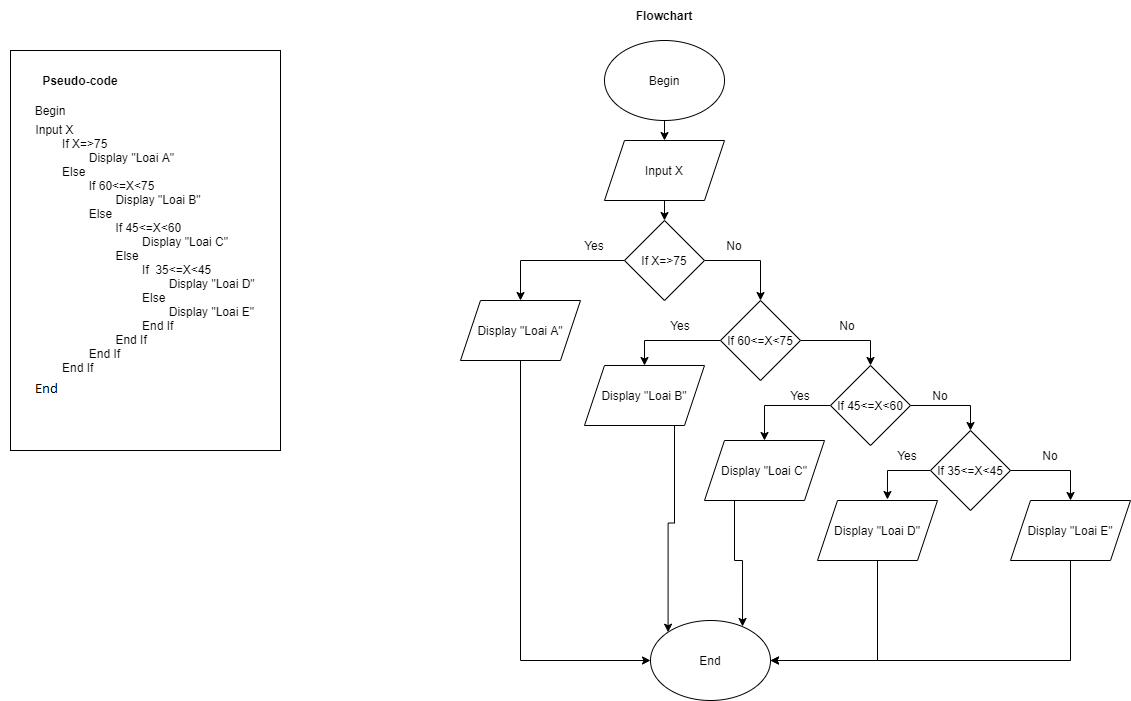 Pseudo-code
Begin
Input X
If X=>75
Display "Loai A"
Else
If 60<=X<75
Display "Loai B"
Else
If 45<=X<60
Display "Loai C"
Else
If  35<=X<45
Display "Loai D"
Else
Display "Loai E"
End If
End If
End If
End If
End
Flowchart
Begin
Input X
If X=>75
Yes
No
Display "Loai A"
If 60<=X<75
Yes
No
Display "Loai B"
If 45<=X<60
Yes
No
Display "Loai C"
If 35<=X<45
Yes
No
Display "Loai D"
Display "Loai E"
End